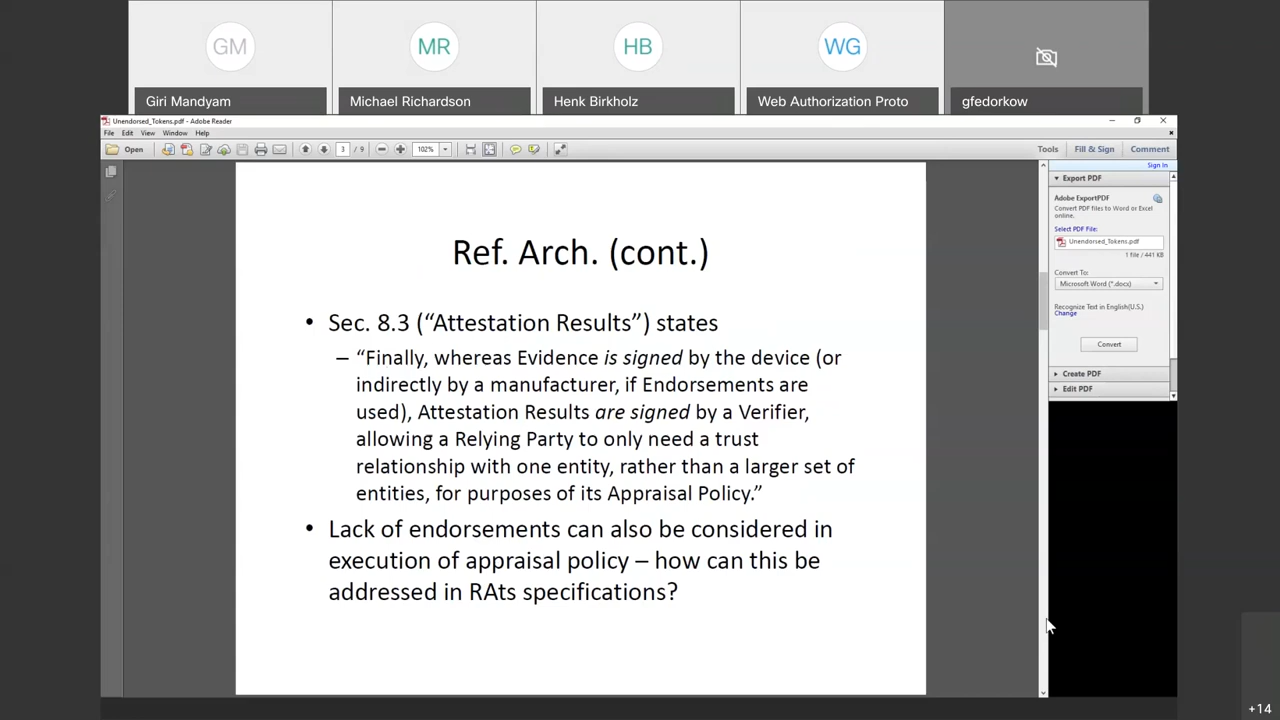 GM
MR
HB
WG
Giri Mandyam
Michael Richardson
Henk Birkholz
Web Authorization Proto
gfedorkow
Unendorsed_Tokens.pdf - Adobe Reader
File Edit View Window Help
Open
3 / 9
102%
Tools
Fill & Sign
Comment
Sign In
Export PDF
Adobe ExportPDF
Convert PDF files to Word or Excel
online.
Select PDF File:
Unendorsed_Tokens.pdf
1 file / 441 KB
Convert To:
Microsoft Word (*.docx)
Recognize Text in English(U.S.)
Change
Convert
Create PDF
Edit PDF
Ref. Arch. (cont.)
• Sec. 8.3 (“Attestation Results”) states
– “Finally, whereas Evidence is signed by the device (or
indirectly by a manufacturer, if Endorsements are
used), Attestation Results are signed by a Verifier,
allowing a Relying Party to only need a trust
relationship with one entity, rather than a larger set of
entities, for purposes of its Appraisal Policy.”
• Lack of endorsements can also be considered in
execution of appraisal policy – how can this be
addressed in RAts specifications?
+14